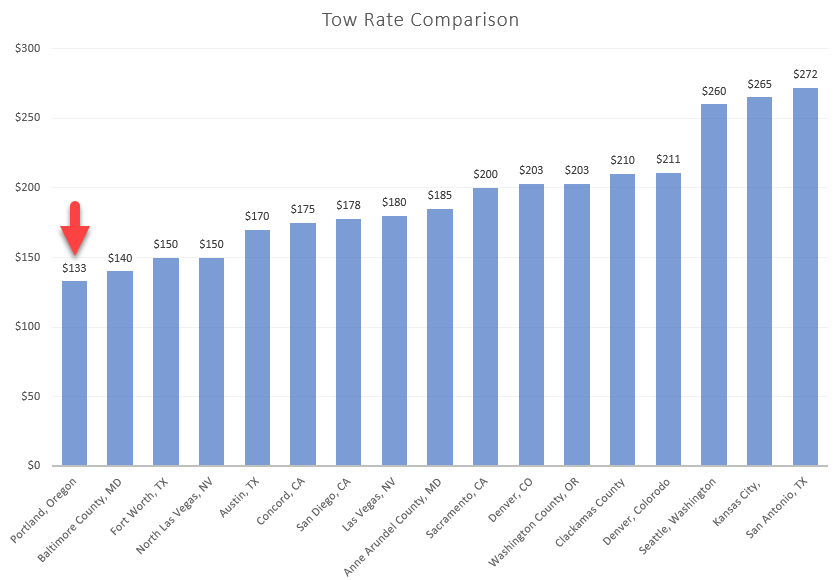 Tow Rate Comparison
$300
$250
$200
$150
$100
$50
$0
$133
$140
$150
$150
$170
$175
$178
$180
$185
$200
$203
$203
$210
$211
$260
$265
$272
Portland, Oregon
Baltimore County, MD
Fort Worth, TX
North Las Vegas, NV
Austin, TX
Concord, CA
San Diego, CA
Las Vegas, NV
Anne Arundel County, MD
Sacramento, CA
Denver, CO
Washington County, OR
Clackamas County
Denver, Colorodo
Seattle, Washington
Kansas City,
San Antonio, TX